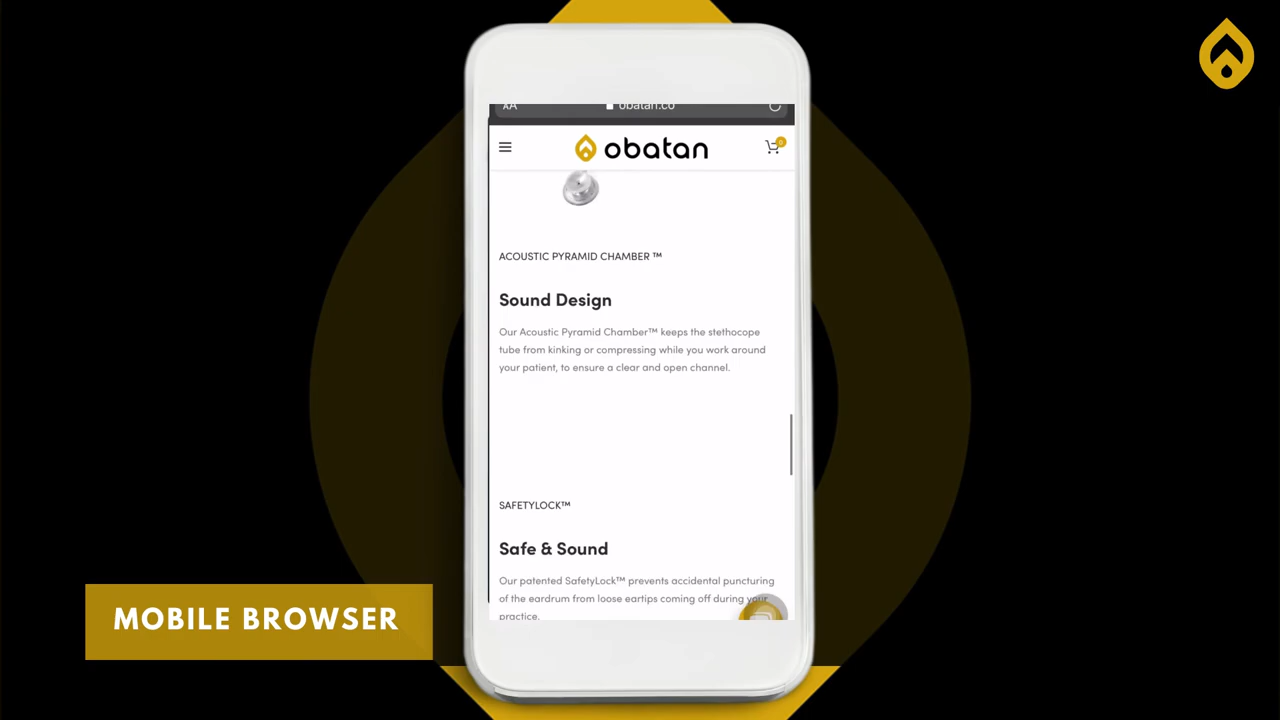 AA obatan.co
obatan 0
ACOUSTIC PYRAMID CHAMBER ™
Sound Design
Our Acoustic Pyramid Chamber™ keeps the stethocope
tube from kinking or compressing while you work around
your patient, to ensure a clear and open channel.
SAFETYLOCK™
Safe & Sound
Our patented SafetyLock™ prevents accidental puncturing
of the eardrum from loose eartips coming off during your
practice.
MOBILE BROWSER